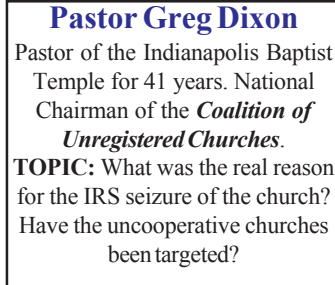 Pastor Greg Dixon
Pastor of the Indianapolis Baptist
Temple for 41 years. National
Chairman of the Coalition of
Unregistered Churches.
TOPIC: What was the real reason
for the IRS seizure of the church?
Have the uncooperative churches
been targeted?